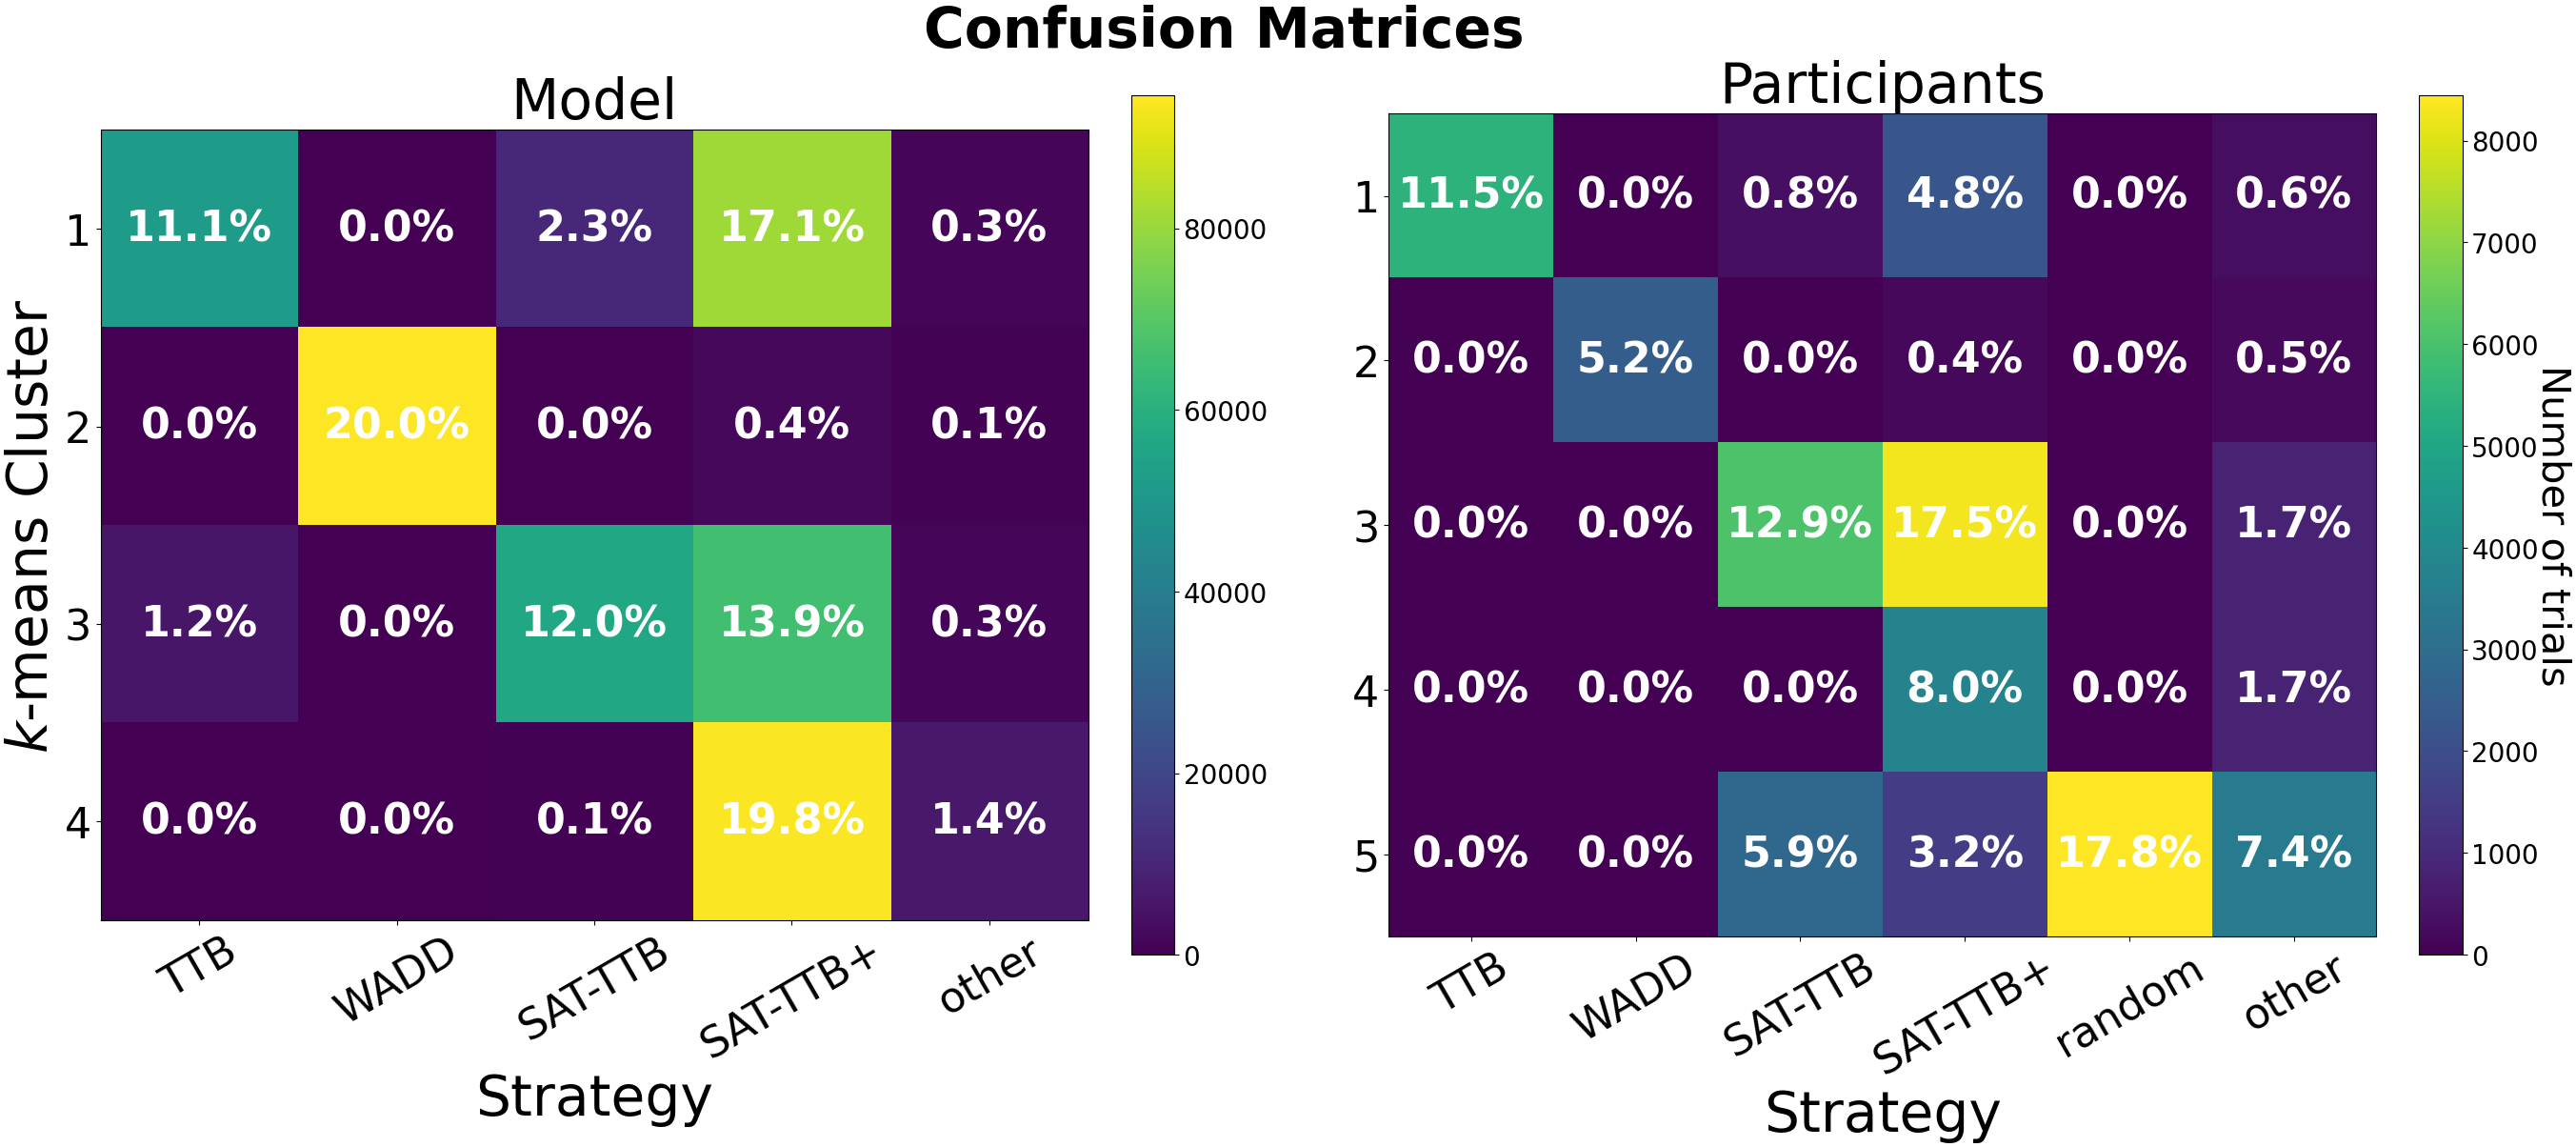 Confusion Matrices
Model
k-means Cluster
1
11.1% 0.0% 2.3% 17.1% 0.3%
2
0.0% 20.0% 0.0% 0.4% 0.1%
3
1.2% 0.0% 12.0% 13.9% 0.3%
4
0.0% 0.0% 0.1% 19.8% 1.4%
TTB WADD SAT-TTB SAT-TTB+ other
Strategy
80000
60000
40000
20000
0
Participants
1
11.5% 0.0% 0.8% 4.8% 0.0% 0.6%
2
0.0% 5.2% 0.0% 0.4% 0.0% 0.5%
3
0.0% 0.0% 12.9% 17.5% 0.0% 1.7%
4
0.0% 0.0% 0.0% 8.0% 0.0% 1.7%
5
0.0% 0.0% 5.9% 3.2% 17.8% 7.4%
TTB WADD SAT-TTB SAT-TTB+ random other
Strategy
8000
7000
6000
5000
4000
3000
2000
1000
0
Number of trials